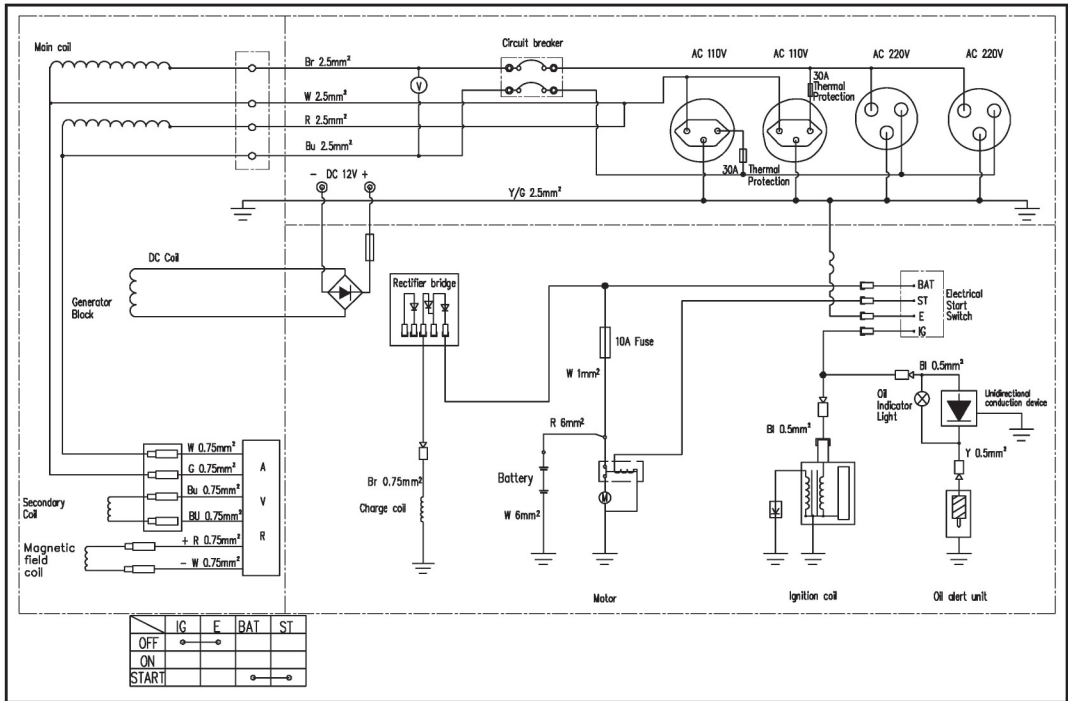 Main coil
Br 2.5mm²
Circuit breaker
AC 110V
AC 110V
AC 220V
AC 220V
V
30A
Thermal
Protection
W 2.5mm²
R 2.5mm²
Bu 2.5mm²
30A Thermal
Protection
- DC 12V +
Y/G 2.5mm²
DC Coil
Generator
Block
Rectifier bridge
BAT
ST
E
IG
Electrical
Start
Switch
10A Fuse
W 1mm²
Bl 0.5mm²
Oil
Indicator
Light
Unidirectional
conduction device
R 6mm²
Bl 0.5mm²
Y 0.5mm²
W 0.75mm²
G 0.75mm²
Bu 0.75mm²
BU 0.75mm²
+ R 0.75mm²
- W 0.75mm²
A
V
R
Secondary
Coil
Magnetic
field
coil
Br 0.75mm²
Charge coil
Battery
W 6mm²
M
Motor
Ignition coil
Oil alert unit
IG E BAT ST
OFF
ON
START